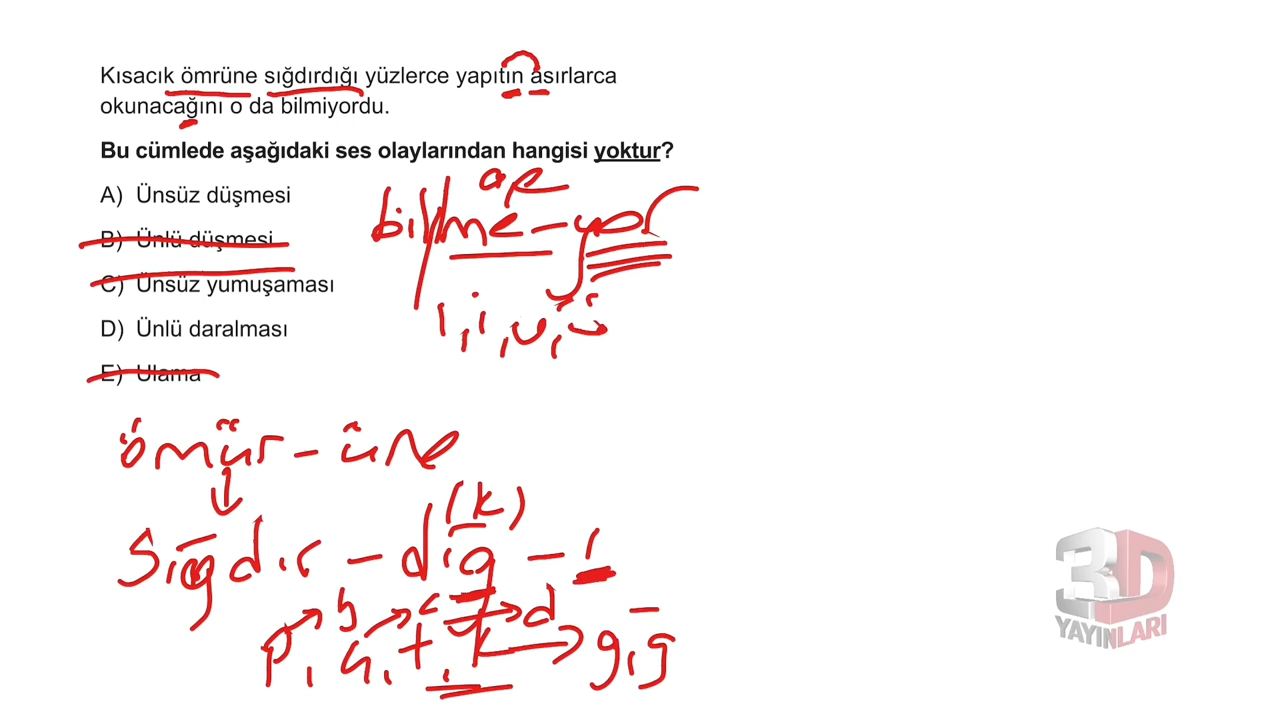 Kısacık ömrüne sığdırdığı yüzlerce yapıtın asırlarca
okunacağını o da bilmiyordu.
Bu cümlede aşağıdaki ses olaylarından hangisi yoktur?
A) Ünsüz düşmesi
B) Ünlü düşmesi
C) Ünsüz yumuşaması
D) Ünlü daralması
E) Ulama
bil me - yor
ı, i, u, ü
ömür - üne
(k)
sığdır - dığ - ı
b c d
p, ç, t, k g, ğ
3D
YAYINLARI